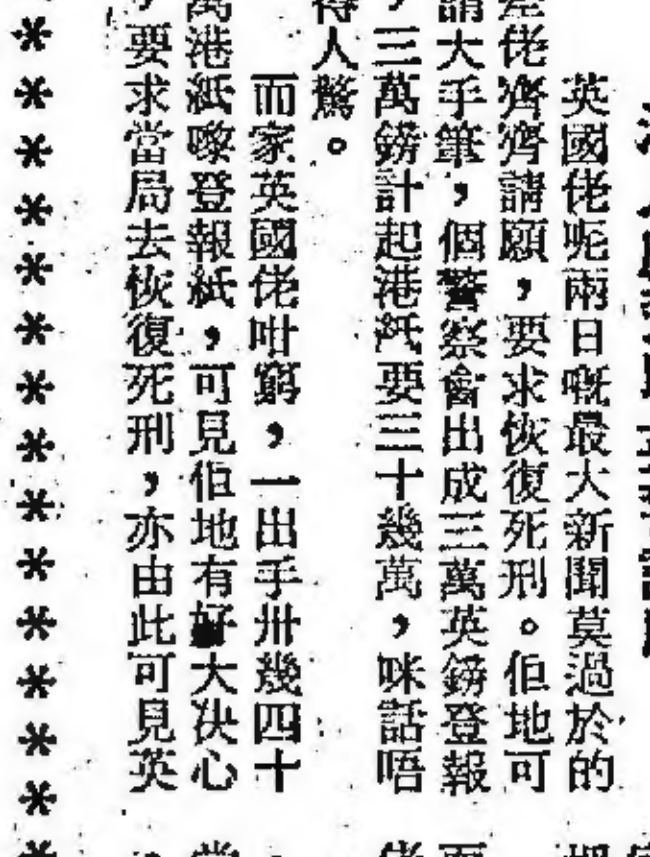 英國佬呢兩日嘅最大新聞莫過於的
差佬齊齊請願，要求恢復死刑。佢地可
請大手筆，個警察會出成三萬英鎊登報
，三萬鎊計起港紙要三十幾萬，咪話唔
得人驚。
而家英國佬咁窮，一出手卅幾四十
萬港紙嚟登報紙，可見佢地有好大决心
，要求當局去恢復死刑，亦由此可見英
＊＊＊＊＊＊＊＊＊＊＊＊＊＊＊